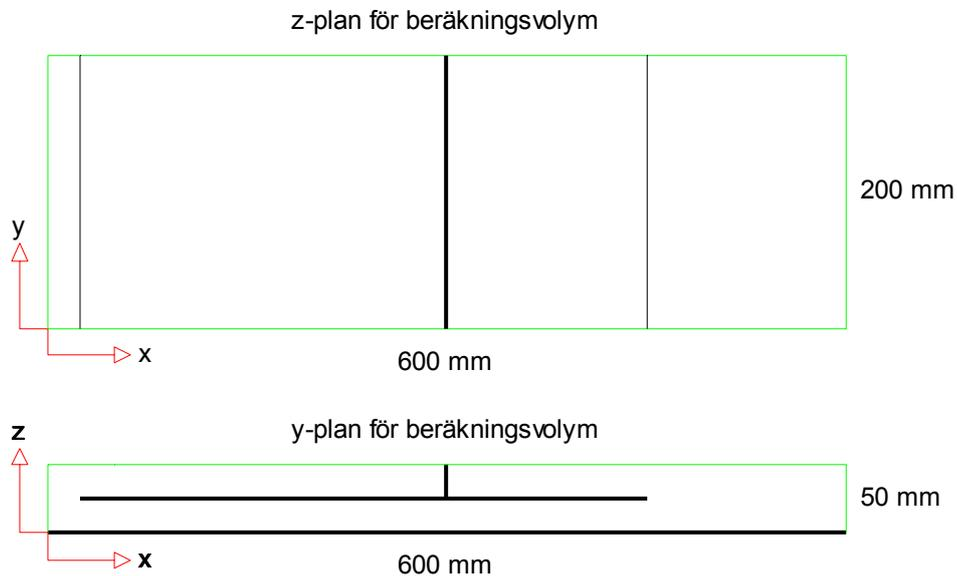 z-plan för beräkningsvolym
200 mm
y
x
600 mm
y-plan för beräkningsvolym
z
50 mm
x
600 mm